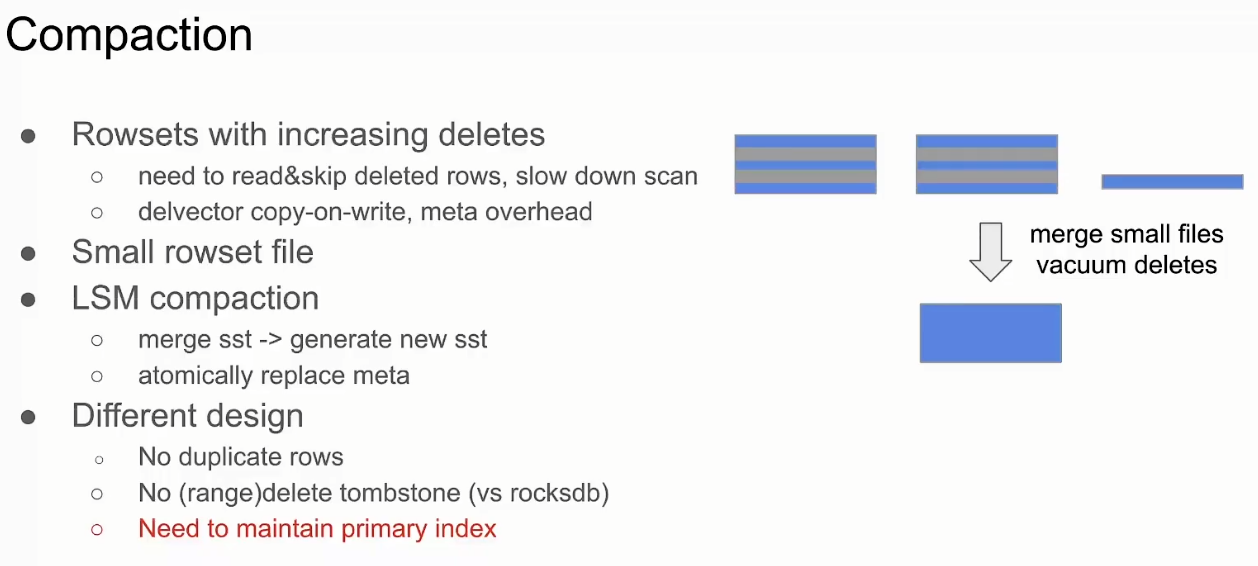 Compaction
● Rowsets with increasing deletes
○ need to read&skip deleted rows, slow down scan
○ delvector copy-on-write, meta overhead
● Small rowset file
● LSM compaction
○ merge sst -> generate new sst
○ atomically replace meta
● Different design
○ No duplicate rows
○ No (range)delete tombstone (vs rocksdb)
○ Need to maintain primary index
merge small files
vacuum deletes